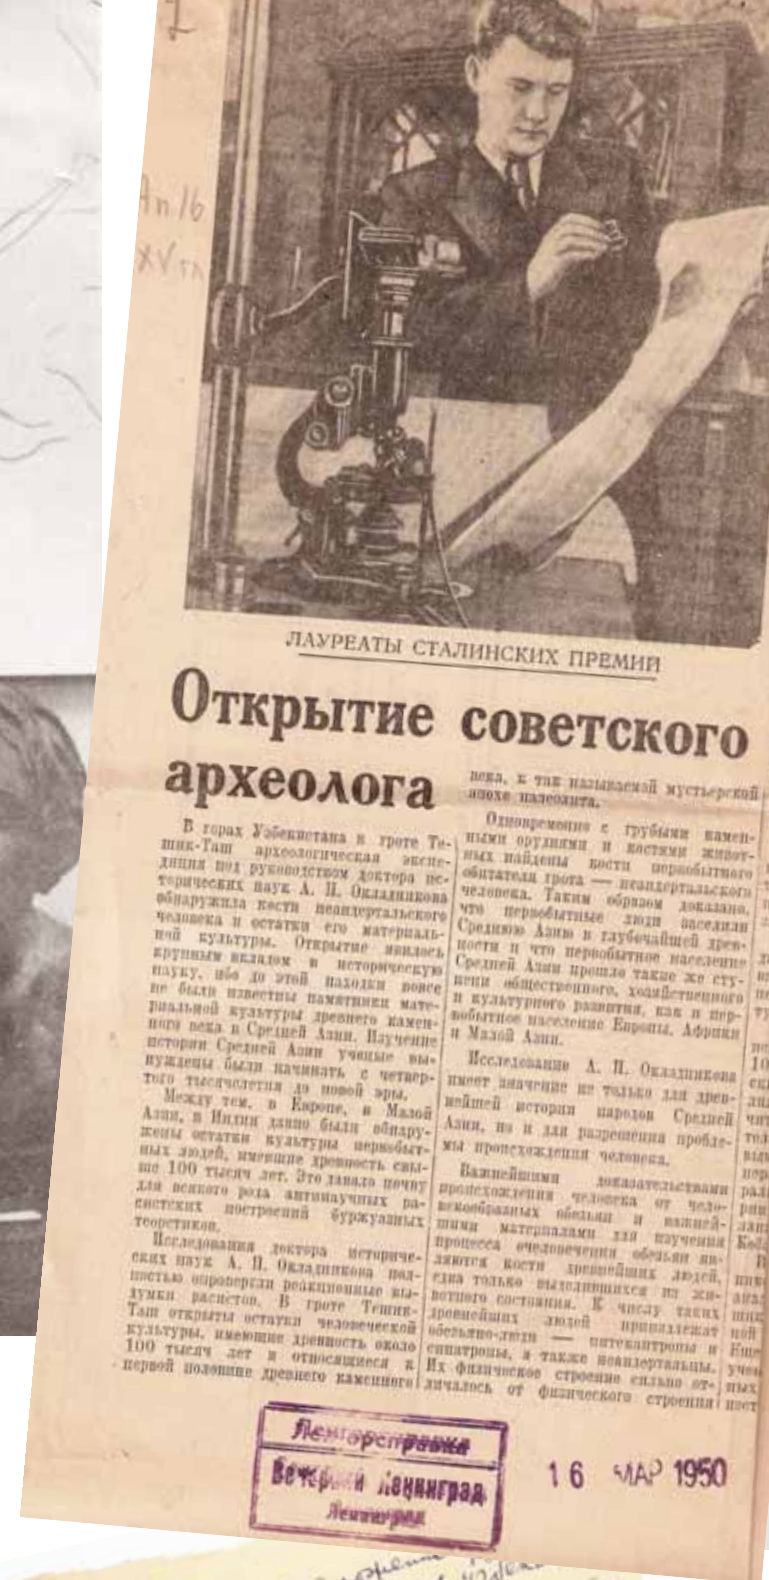 Ап16
ЛАУРЕАТЫ СТАЛИНСКИХ ПРЕМИЙ
Открытие советского
археолога
В горах Узбекистана в гроте Те-
шик-Таш археологическая экспе-
диция под руководством доктора ис-
торических наук А. П. Окладникова
обнаружила кости неандертальского
человека и остатки его материаль-
ной культуры. Открытие явилось
крупным вкладом в историческую
науку, ибо до этой находки вовсе
не были известны памятники мате-
риальной культуры древнего камен-
ного века в Средней Азии. Изучение
истории Средней Азии ученые вы-
нуждены были начинать с четвер-
того тысячелетия до новой эры.
Между тем, в Европе, в Малой
Азии, в Индии давно были обнару-
жены остатки культуры первобыт-
ных людей, имевшие древность свы-
ше 100 тысяч лет. Это давало почву
для всякого рода антинаучных ра-
систских построений буржуазных
теоретиков.
Исследования доктора историче-
ских наук А. П. Окладникова пол-
ностью опровергли реакционные вы-
думки расистов. В гроте Тешик-
Таш открыты остатки человеческой
культуры, имеющие древность около
100 тысяч лет и относящиеся к
первой половине древнего каменного
века, к так называемой мустьерской
эпохе палеолита.
Одновременно с грубыми камен-
ными орудиями и костями живот-
ных найдены кости первобытного
обитателя грота — неандертальского
человека. Таким образом доказано,
что первобытные люди заселили
Среднюю Азию в глубочайшей древ-
ности и что первобытное население
Средней Азии прошло такие же сту-
пени общественного, хозяйственного
и культурного развития, как и пер-
вобытное население Европы, Африки
и Малой Азии.
Исследование А. П. Окладникова
имеет значение не только для древ-
нейшей истории народов Средней
Азии, но и для разрешения пробле-
мы происхождения человека.
Важнейшими доказательствами
происхождения человека от чело-
векообразных обезьян и важней-
шими материалами для изучения
процесса очеловечения обезьян яв-
ляются кости древнейших людей,
едва только выделившихся из жи-
вотного состояния. К числу таких
древнейших людей принадлежат
обезьяно-люди — питекантропы и
синантропы, а также неандертальцы.
Их физическое строение сильно от-
личалось от физического строения
Ленгорсправка
Вечерний Ленинград
Ленинград
16 МАР 1950